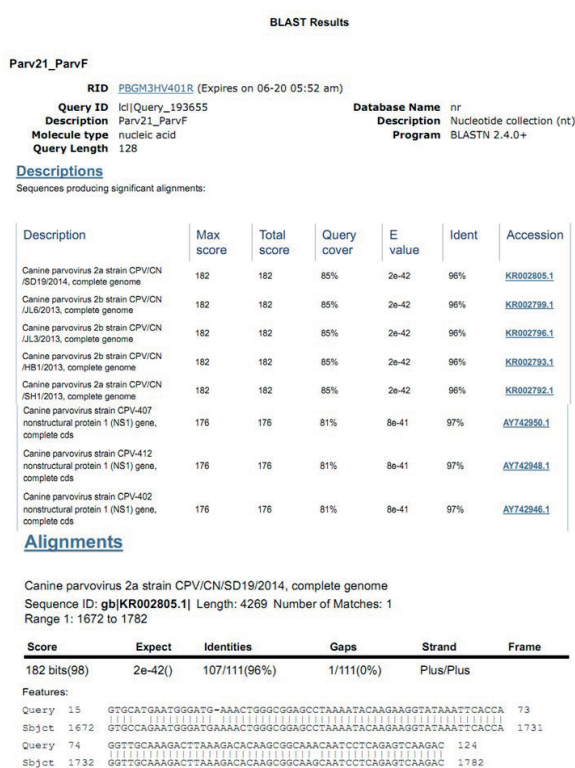 BLAST Results
Parv21_ParvF
RID PBGM3HV401R (Expires on 06-20 05:52 am)
Query ID lcl|Query_193655 Database Name nr
Description Parv21_ParvF Description Nucleotide collection (nt)
Molecule type nucleic acid Program BLASTN 2.4.0+
Query Length 128
Descriptions
Sequences producing significant alignments:
Description Max score Total score Query cover E value Ident Accession
Canine parvovirus 2a strain CPV/CN
/SD19/2014, complete genome 182 182 85% 2e-42 96% KR002805.1
Canine parvovirus 2b strain CPV/CN
/JL6/2013, complete genome 182 182 85% 2e-42 96% KR002799.1
Canine parvovirus 2b strain CPV/CN
/JL3/2013, complete genome 182 182 85% 2e-42 96% KR002796.1
Canine parvovirus 2b strain CPV/CN
/HB1/2013, complete genome 182 182 85% 2e-42 96% KR002793.1
Canine parvovirus 2a strain CPV/CN
/SH1/2013, complete genome 182 182 85% 2e-42 96% KR002792.1
Canine parvovirus strain CPV-407
nonstructural protein 1 (NS1) gene, 176 176 81% 8e-41 97% AY742950.1
complete cds
Canine parvovirus strain CPV-412
nonstructural protein 1 (NS1) gene, 176 176 81% 8e-41 97% AY742948.1
complete cds
Canine parvovirus strain CPV-402
nonstructural protein 1 (NS1) gene, 176 176 81% 8e-41 97% AY742946.1
complete cds
Alignments
Canine parvovirus 2a strain CPV/CN/SD19/2014, complete genome
Sequence ID: gb|KR002805.1| Length: 4269 Number of Matches: 1
Range 1: 1672 to 1782
Score Expect Identities Gaps Strand Frame
182 bits(98) 2e-42() 107/111(96%) 1/111(0%) Plus/Plus
Features:
Query 15 GTGCATGAATGGGATG-AAACTGGGCGGAGCCTAAAATACAAGAAGGTATAAATTCACCA 73
Sbjct 1672 GTGCCAGAATGGGATGAAAACTGGGCGGAGCCTAAAATACAAGAAGGTATAAATTCACCA 1731
Query 74 GGTTGCAAAGACTTAAAGACACAAGCGGCAAACAATCCTCAGAGTCAAGAC 124
Sbjct 1732 GGTTGCAAAGACTTAAAGACACAAGCGGCAAGCAATCCTCAGAGTCAAGAC 1782